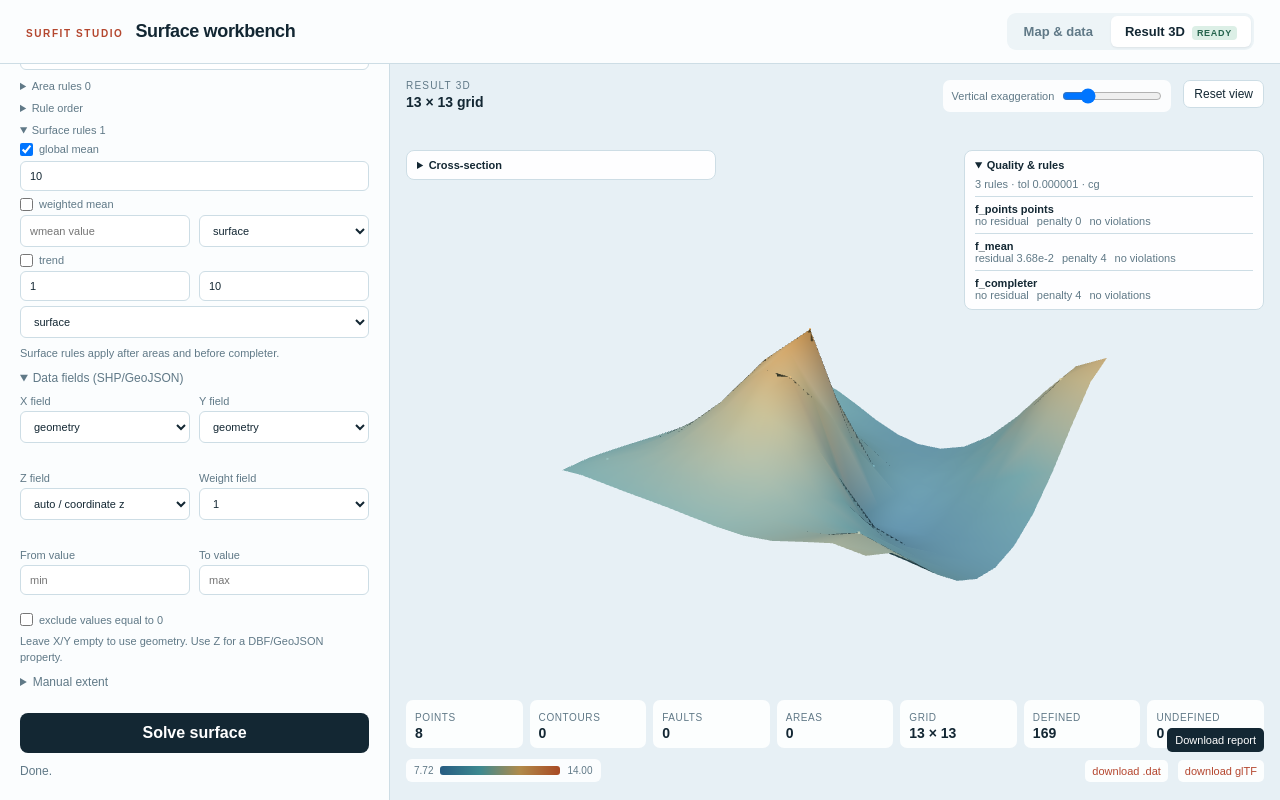 SURFIT STUDIO Surface workbench
Map & data Result 3D READY
Area rules 0
Rule order
Surface rules 1
global mean
10
weighted mean
wmean value surface
trend
1 10
surface
Surface rules apply after areas and before completer.
Data fields (SHP/GeoJSON)
X field Y field
geometry geometry
Z field Weight field
auto / coordinate z 1
From value To value
min max
exclude values equal to 0
Leave X/Y empty to use geometry. Use Z for a DBF/GeoJSON
property.
Manual extent
Solve surface
Done.
RESULT 3D
13 × 13 grid
Vertical exaggeration Reset view
Cross-section
Quality & rules
3 rules · tol 0.000001 · cg
f_points points
no residual penalty 0 no violations
f_mean
residual 3.68e-2 penalty 4 no violations
f_completer
no residual penalty 4 no violations
POINTS CONTOURS FAULTS AREAS GRID DEFINED UNDEFINED
8 0 0 0 13 × 13 169 0
Download report
7.72 14.00
download .dat download glTF